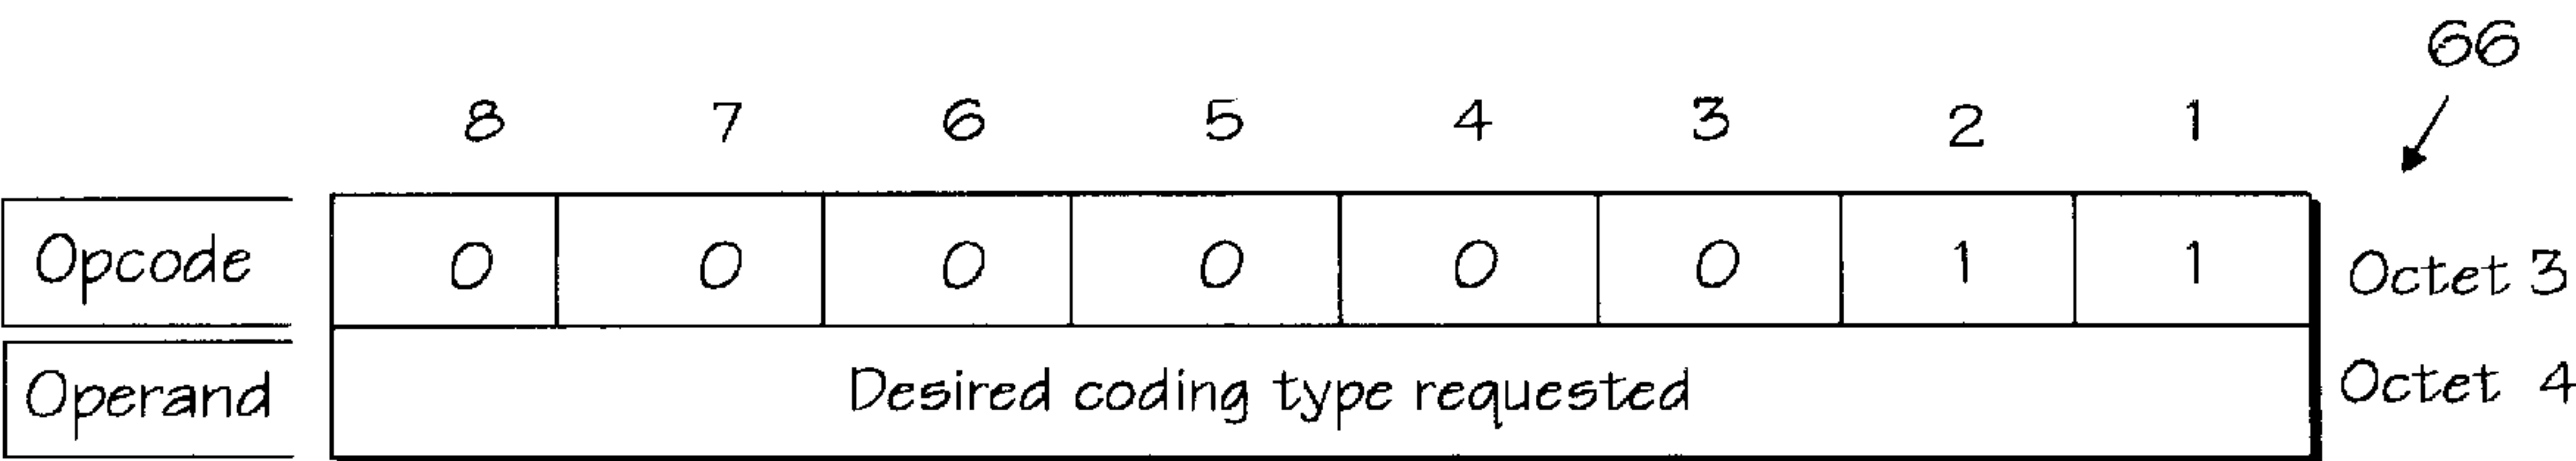 66
8 7 6 5 4 3 2 1
Opcode 0 0 0 0 0 0 1 1 Octet 3
Operand Desired coding type requested Octet 4